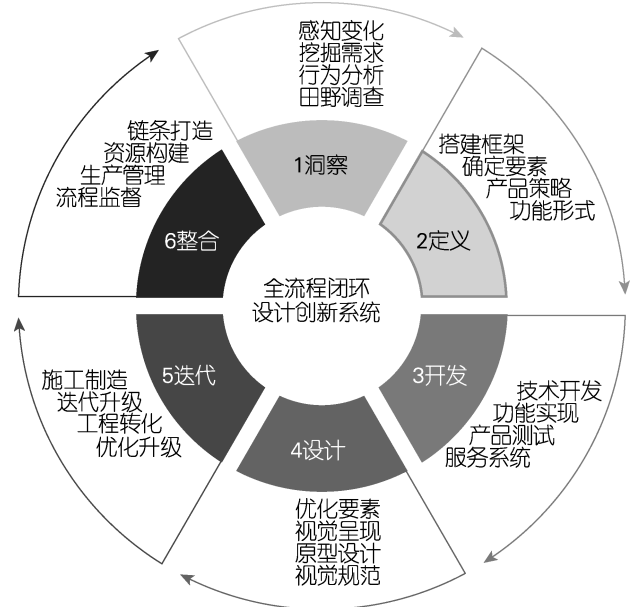 感知变化
挖掘需求
行为分析
田野调查
1洞察
搭建框架
确定要素
产品策略
功能形式
2定义
技术开发
功能实现
产品测试
服务系统
3开发
优化要素
视觉呈现
原型设计
视觉规范
4设计
施工制造
迭代升级
工程转化
优化升级
5迭代
链条打造
资源构建
生产管理
流程监督
6整合
全流程闭环
设计创新系统